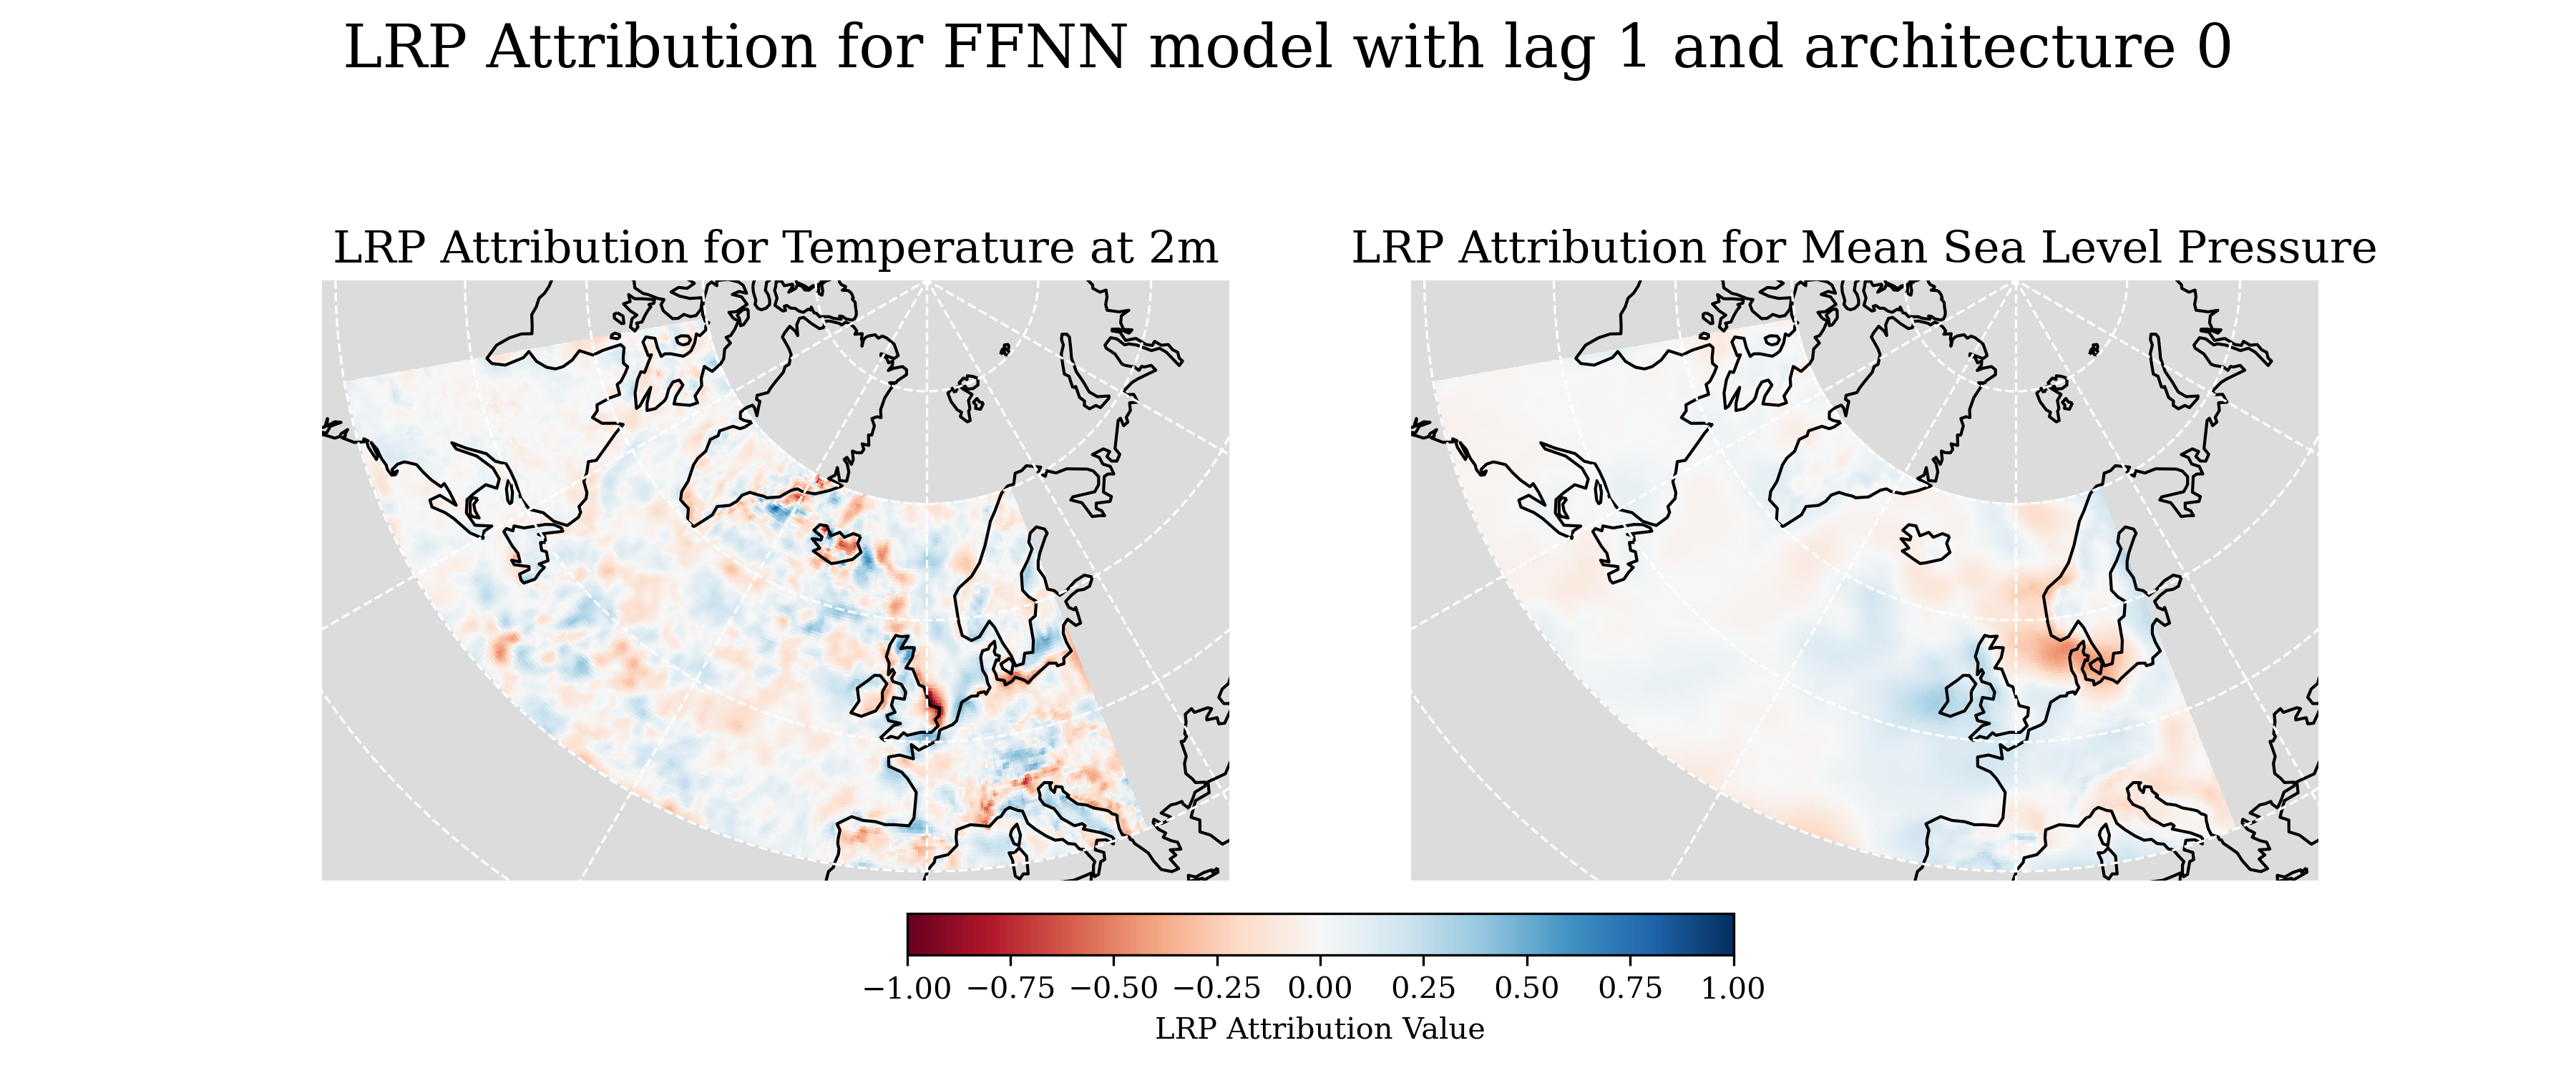 LRP Attribution for FFNN model with lag 1 and architecture 0
LRP Attribution for Temperature at 2m
LRP Attribution for Mean Sea Level Pressure
−1.00 −0.75 −0.50 −0.25 0.00 0.25 0.50 0.75 1.00
LRP Attribution Value